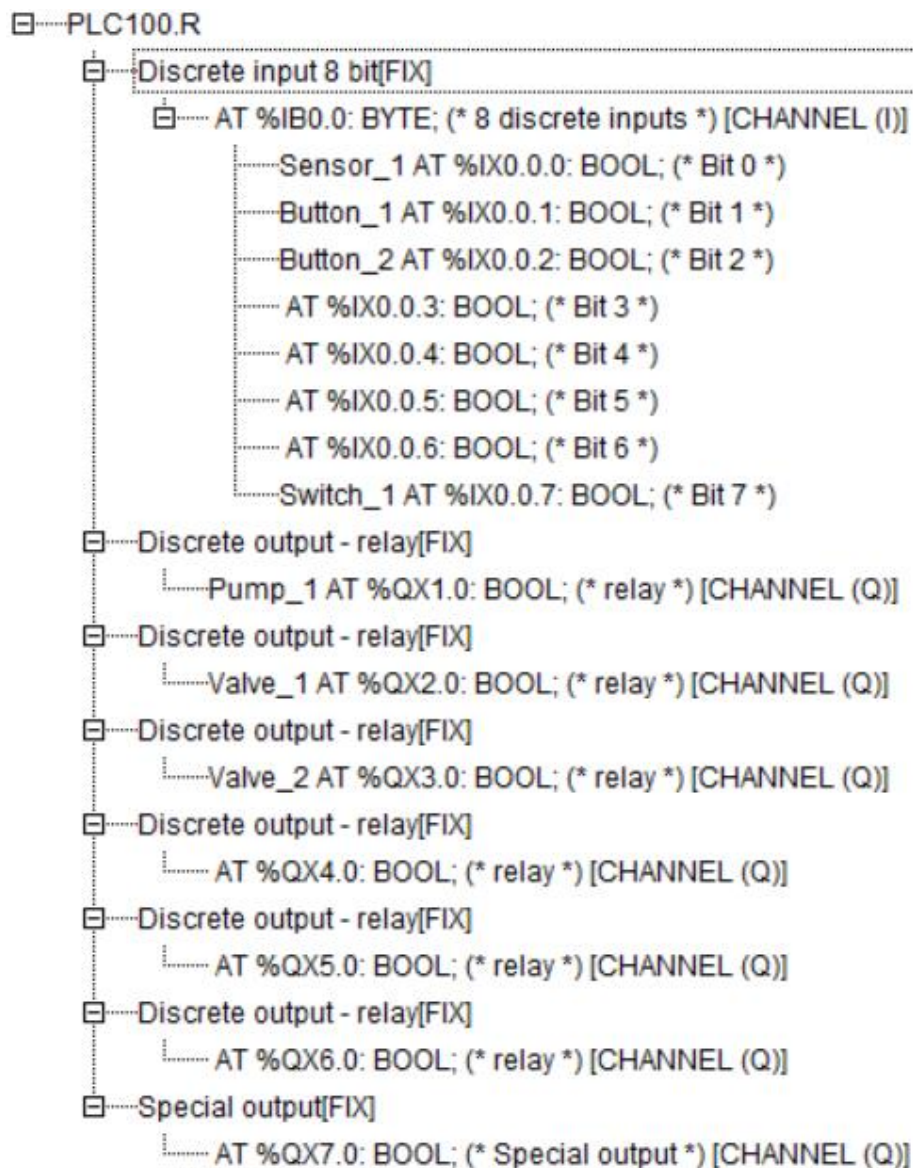 PLC100.R
Discrete input 8 bit[FIX]
AT %IB0.0: BYTE; (* 8 discrete inputs *) [CHANNEL (I)]
Sensor_1 AT %IX0.0.0: BOOL; (* Bit 0 *)
Button_1 AT %IX0.0.1: BOOL; (* Bit 1 *)
Button_2 AT %IX0.0.2: BOOL; (* Bit 2 *)
AT %IX0.0.3: BOOL; (* Bit 3 *)
AT %IX0.0.4: BOOL; (* Bit 4 *)
AT %IX0.0.5: BOOL; (* Bit 5 *)
AT %IX0.0.6: BOOL; (* Bit 6 *)
Switch_1 AT %IX0.0.7: BOOL; (* Bit 7 *)
Discrete output - relay[FIX]
Pump_1 AT %QX1.0: BOOL; (* relay *) [CHANNEL (Q)]
Discrete output - relay[FIX]
Valve_1 AT %QX2.0: BOOL; (* relay *) [CHANNEL (Q)]
Discrete output - relay[FIX]
Valve_2 AT %QX3.0: BOOL; (* relay *) [CHANNEL (Q)]
Discrete output - relay[FIX]
AT %QX4.0: BOOL; (* relay *) [CHANNEL (Q)]
Discrete output - relay[FIX]
AT %QX5.0: BOOL; (* relay *) [CHANNEL (Q)]
Discrete output - relay[FIX]
AT %QX6.0: BOOL; (* relay *) [CHANNEL (Q)]
Special output[FIX]
AT %QX7.0: BOOL; (* Special output *) [CHANNEL (Q)]